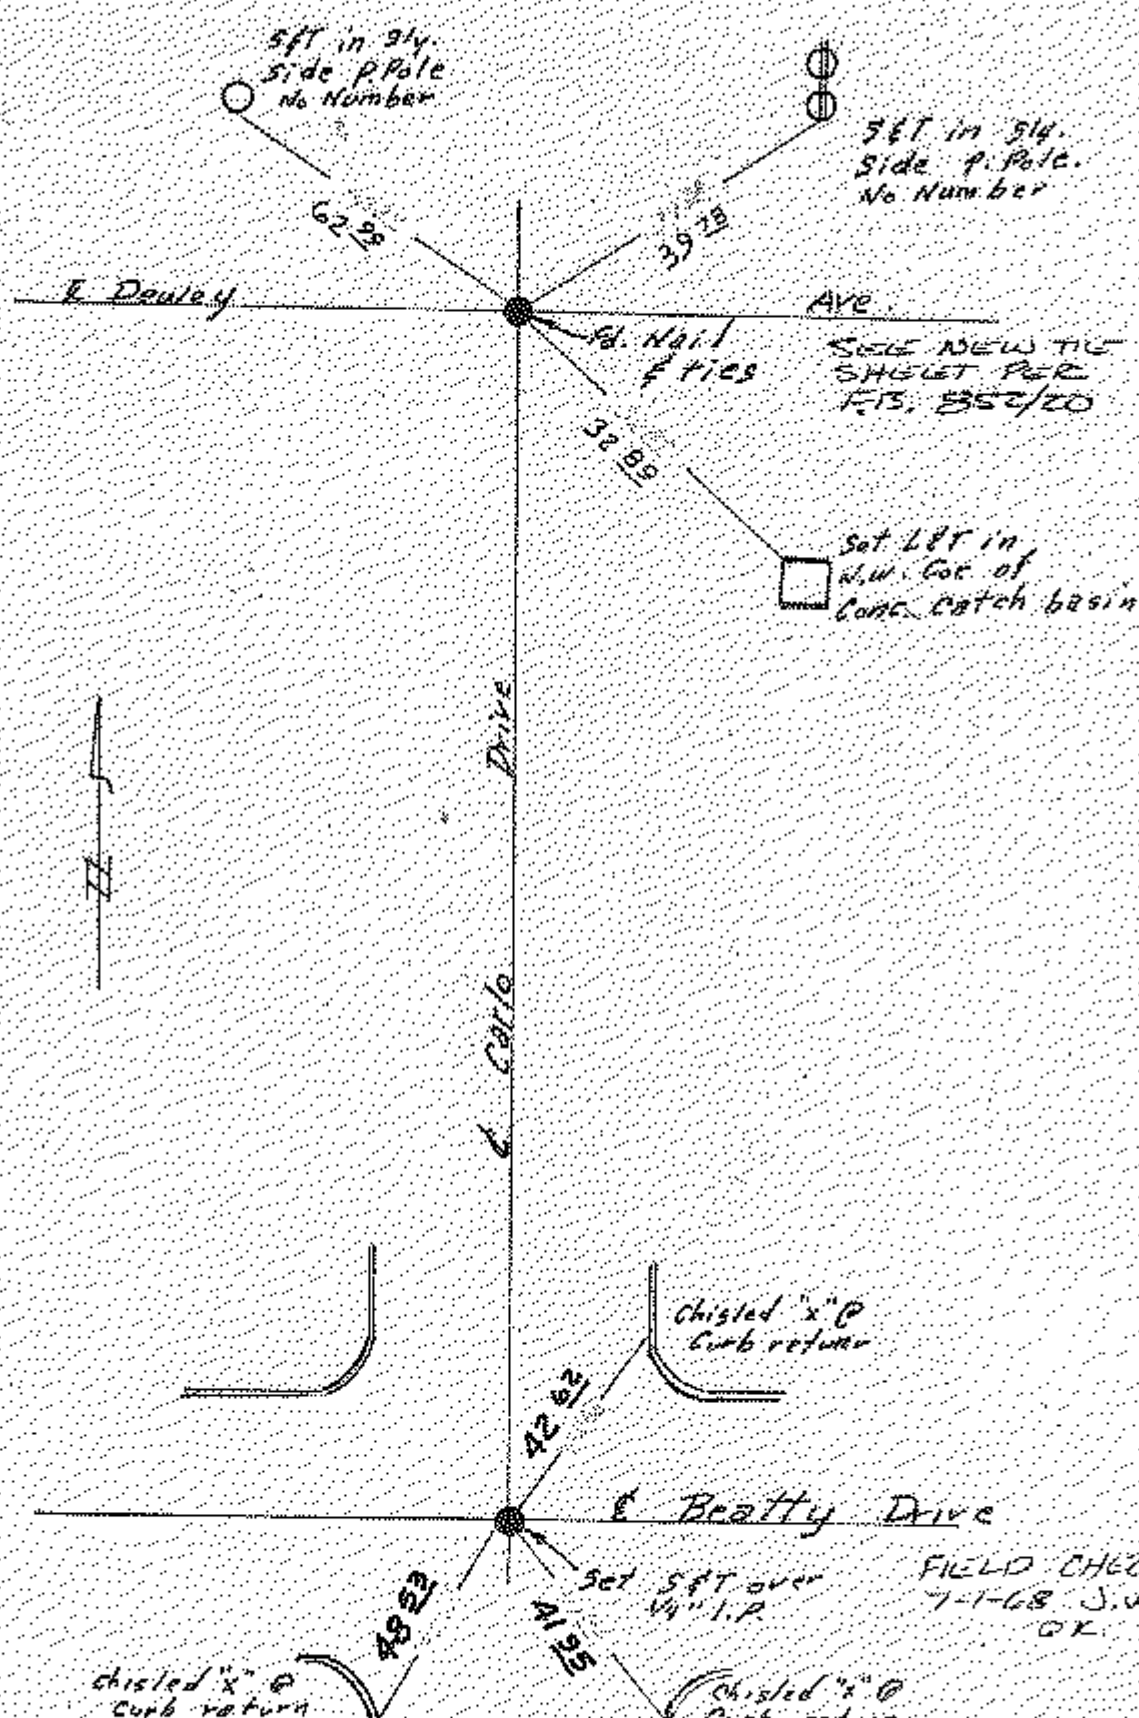 S&T in Sly.
Side P. Pole
No Number
S&T in Sly.
Side P. Pole.
No Number
62 99
39 78
℄ Dewey Ave.
Fd. Nail
& ties
SEE NEW TIE
SHEET PER
F.B. 852/20
32 89
Set L&T in
N.W. Cor of
Conc. Catch basin
℄ Carlo Drive
Chisled "x" @
Curb return
42 62
℄ Beatty Drive
Set S&T over
I.P.
FIELD CHEC
7-1-68 J.V
OK.
48 53
41 95
Chisled "x" @
Curb return
Chisled "x" @